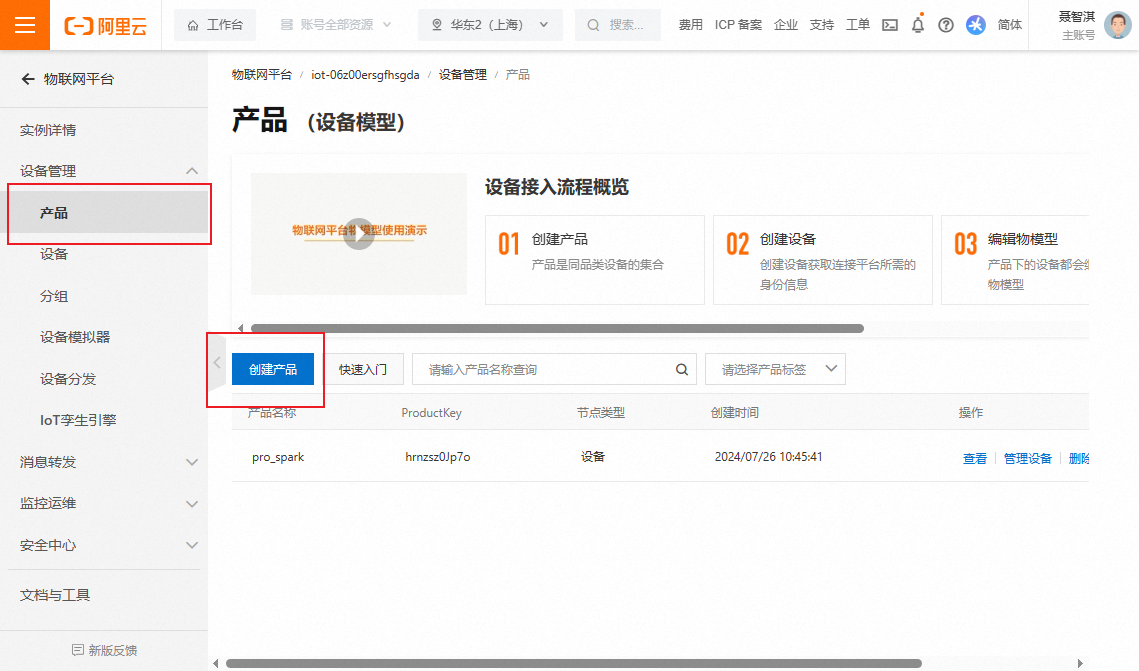 阿里云
工作台
账号全部资源
华东2（上海）
搜索...
费用
ICP 备案
企业
支持
工单
简体
聂智淇
主账号
物联网平台
实例详情
设备管理
产品
设备
分组
设备模拟器
设备分发
IoT孪生引擎
消息转发
监控运维
安全中心
文档与工具
新版反馈
物联网平台 / iot-06z00ersgfhsgda / 设备管理 / 产品
产品 （设备模型）
物联网平台物模型使用演示
设备接入流程概览
01 创建产品
产品是同品类设备的集合
02 创建设备
创建设备获取连接平台所需的
身份信息
03 编辑物模型
产品下的设备都会
物模型
创建产品
快速入门
请输入产品名称查询
请选择产品标签
产品名称 ProductKey 节点类型 创建时间 操作
pro_spark hrnzsz0Jp7o 设备 2024/07/26 10:45:41 查看 管理设备 删除